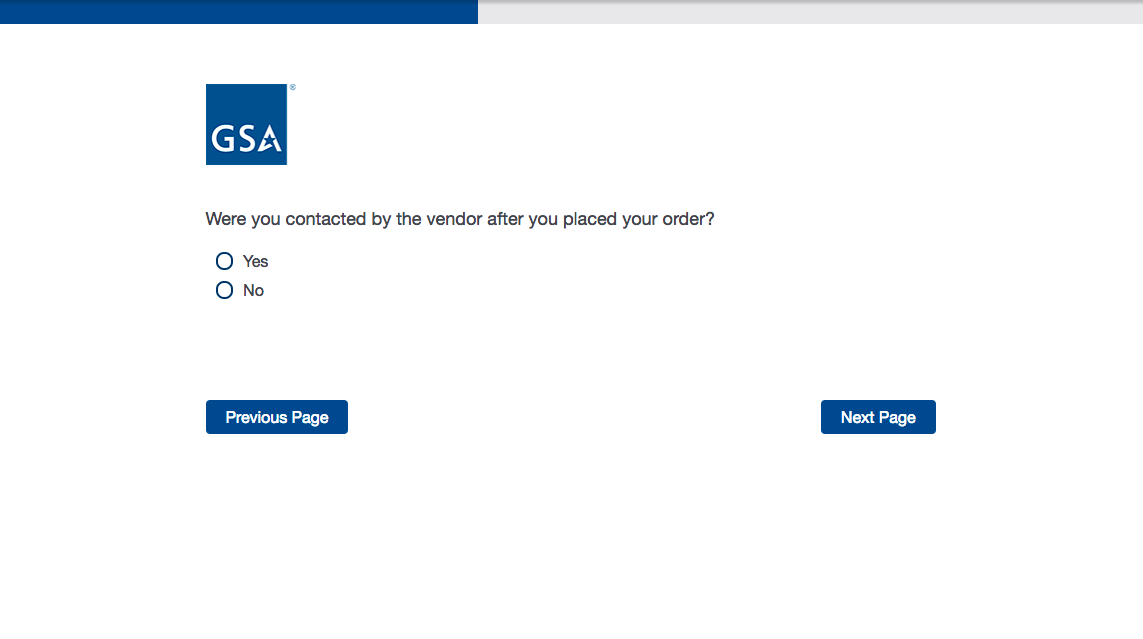 GSA®
Were you contacted by the vendor after you placed your order?
Yes
No
Previous Page
Next Page